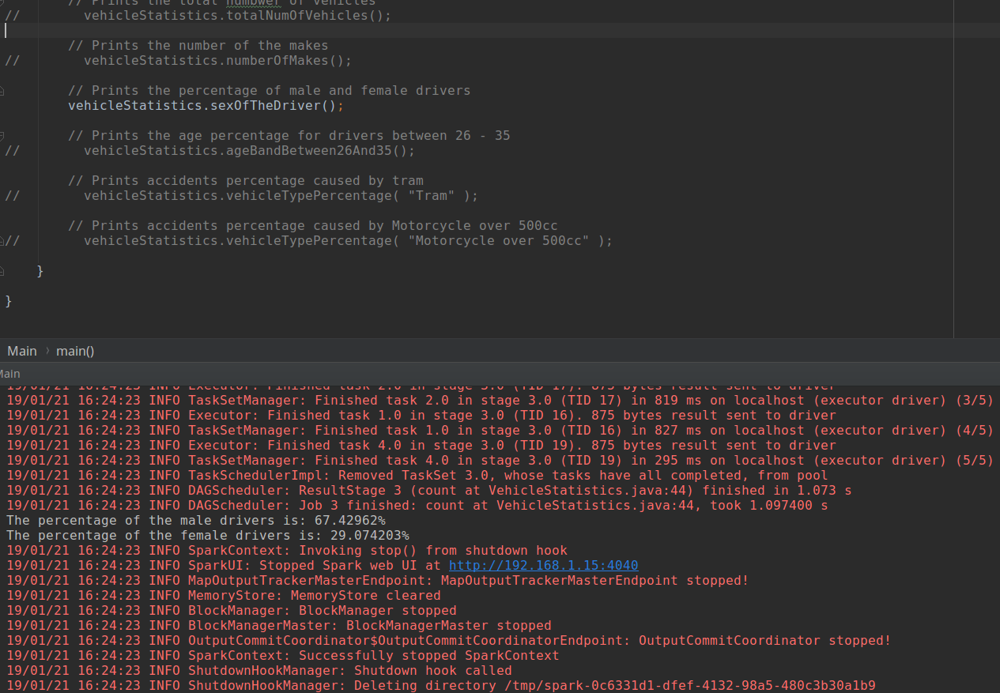 // Prints the total numbwer of vehicles
// vehicleStatistics.totalNumOfVehicles();
// Prints the number of the makes
// vehicleStatistics.numberOfMakes();
// Prints the percentage of male and female drivers
vehicleStatistics.sexOfTheDriver();
// Prints the age percentage for drivers between 26 - 35
// vehicleStatistics.ageBandBetween26And35();
// Prints accidents percentage caused by tram
// vehicleStatistics.vehicleTypePercentage( "Tram" );
// Prints accidents percentage caused by Motorcycle over 500cc
// vehicleStatistics.vehicleTypePercentage( "Motorcycle over 500cc" );
}
}
Main › main()
Main
19/01/21 16:24:23 INFO Executor: Finished task 2.0 in stage 3.0 (TID 17). 875 bytes result sent to driver
19/01/21 16:24:23 INFO TaskSetManager: Finished task 2.0 in stage 3.0 (TID 17) in 819 ms on localhost (executor driver) (3/5)
19/01/21 16:24:23 INFO Executor: Finished task 1.0 in stage 3.0 (TID 16). 875 bytes result sent to driver
19/01/21 16:24:23 INFO TaskSetManager: Finished task 1.0 in stage 3.0 (TID 16) in 827 ms on localhost (executor driver) (4/5)
19/01/21 16:24:23 INFO Executor: Finished task 4.0 in stage 3.0 (TID 19). 875 bytes result sent to driver
19/01/21 16:24:23 INFO TaskSetManager: Finished task 4.0 in stage 3.0 (TID 19) in 295 ms on localhost (executor driver) (5/5)
19/01/21 16:24:23 INFO TaskSchedulerImpl: Removed TaskSet 3.0, whose tasks have all completed, from pool
19/01/21 16:24:23 INFO DAGScheduler: ResultStage 3 (count at VehicleStatistics.java:44) finished in 1.073 s
19/01/21 16:24:23 INFO DAGScheduler: Job 3 finished: count at VehicleStatistics.java:44, took 1.097400 s
The percentage of the male drivers is: 67.42962%
The percentage of the female drivers is: 29.074203%
19/01/21 16:24:23 INFO SparkContext: Invoking stop() from shutdown hook
19/01/21 16:24:23 INFO SparkUI: Stopped Spark web UI at http://192.168.1.15:4040
19/01/21 16:24:23 INFO MapOutputTrackerMasterEndpoint: MapOutputTrackerMasterEndpoint stopped!
19/01/21 16:24:23 INFO MemoryStore: MemoryStore cleared
19/01/21 16:24:23 INFO BlockManager: BlockManager stopped
19/01/21 16:24:23 INFO BlockManagerMaster: BlockManagerMaster stopped
19/01/21 16:24:23 INFO OutputCommitCoordinator$OutputCommitCoordinatorEndpoint: OutputCommitCoordinator stopped!
19/01/21 16:24:23 INFO SparkContext: Successfully stopped SparkContext
19/01/21 16:24:23 INFO ShutdownHookManager: Shutdown hook called
19/01/21 16:24:23 INFO ShutdownHookManager: Deleting directory /tmp/spark-0c6331d1-dfef-4132-98a5-480c3b30a1b9